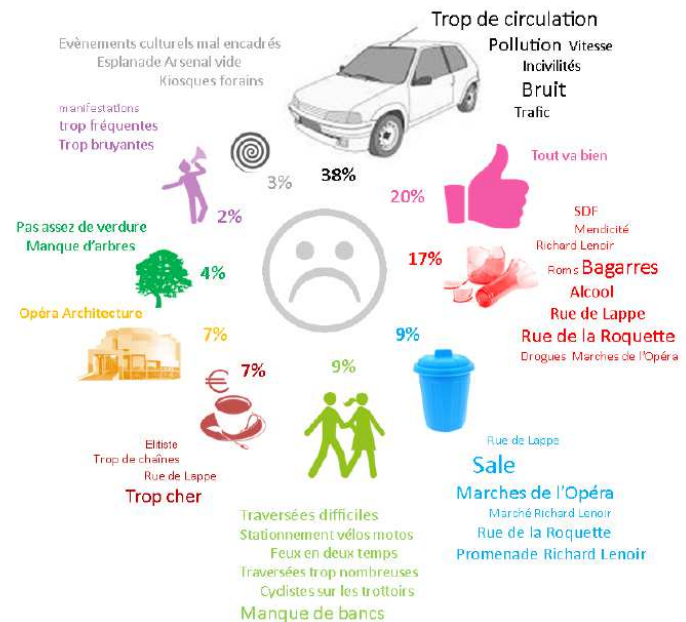 Trop de circulation
Pollution Vitesse
Incivilités
Bruit
Trafic
38%
Tout va bien
20%
SDF
Mendicité
Richard Lenoir
Roms Bagarres
Alcool
Rue de Lappe
Rue de la Roquette
Drogues Marches de l'Opéra
17%
9%
Rue de Lappe
Sale
Marches de l'Opéra
Marché Richard Lenoir
Rue de la Roquette
Promenade Richard Lenoir
9%
Traversées difficiles
Stationnement vélos motos
Feux en deux temps
Traversées trop nombreuses
Cyclistes sur les trottoirs
Manque de bancs
€ 7%
Elitiste
Trop de chaînes
Rue de Lappe
Trop cher
Opéra Architecture
7%
Pas assez de verdure
Manque d'arbres
4%
manifestations
trop fréquentes
Trop bruyantes
2%
Evènements culturels mal encadrés
Esplanade Arsenal vide
Kiosques forains
3%